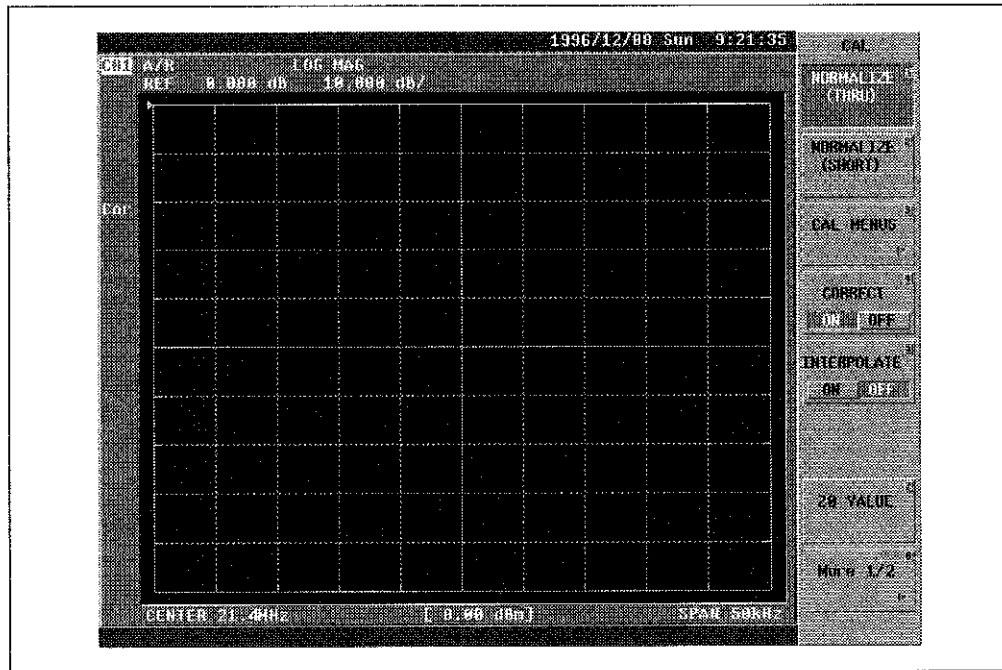 1996/12/08 Sun 9:21:35
CH1 A/R LOG MAG
REF 0.000 dB 10.000 dB/
Cor
CENTER 21.4MHz [ 0.00 dBm] SPAN 50kHz
CAL
NORMALIZE
(THRU)
NORMALIZE
(SHORT)
CAL MENUS
CORRECT
ON OFF
INTERPOLATE
ON OFF
Z0 VALUE
More 1/2